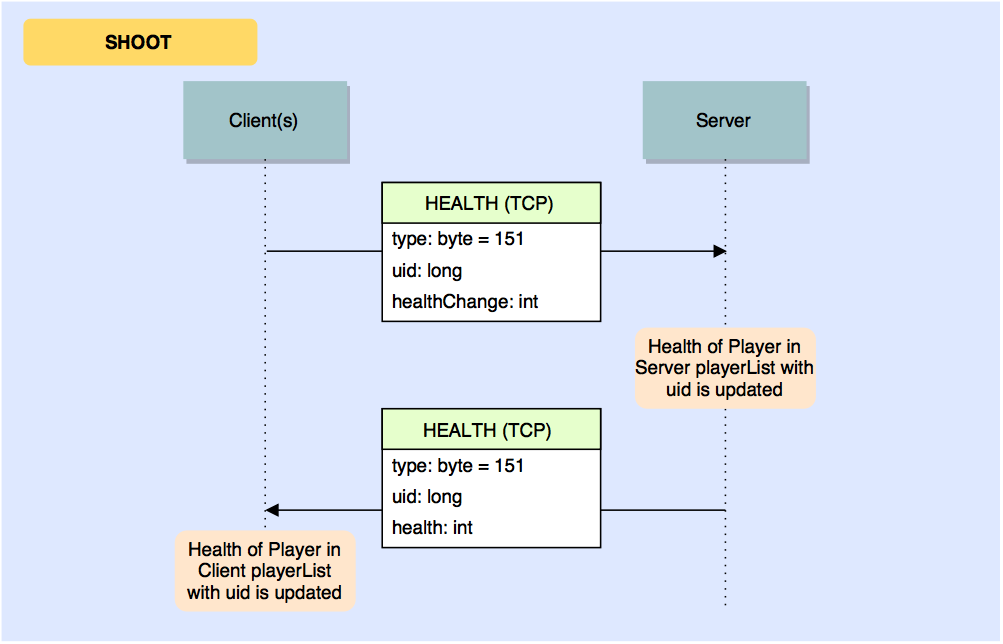 SHOOT
Client(s)
Server
HEALTH (TCP)
type: byte = 151
uid: long
healthChange: int
Health of Player in
Server playerList with
uid is updated
HEALTH (TCP)
type: byte = 151
uid: long
health: int
Health of Player in
Client playerList
with uid is updated